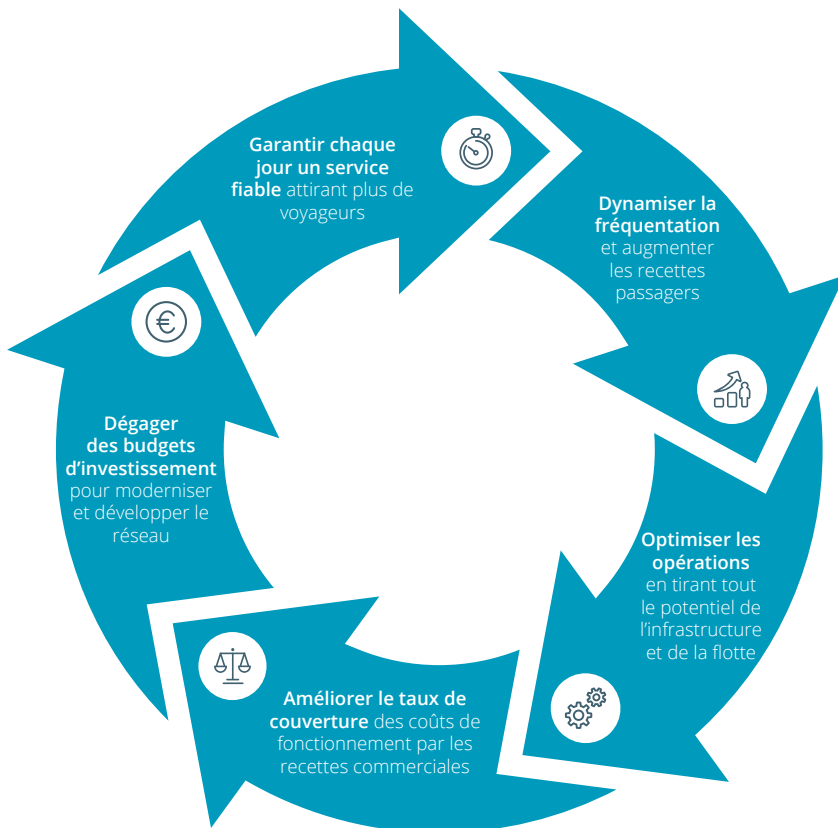 Garantir chaque
jour un service
fiable attirant plus de
voyageurs
Dynamiser la
fréquentation
et augmenter
les recettes
passagers
Optimiser les
opérations
en tirant tout
le potentiel de
l’infrastructure
et de la flotte
Améliorer le taux de
couverture des coûts de
fonctionnement par les
recettes commerciales
Dégager
des budgets
d’investissement
pour moderniser
et développer le
réseau